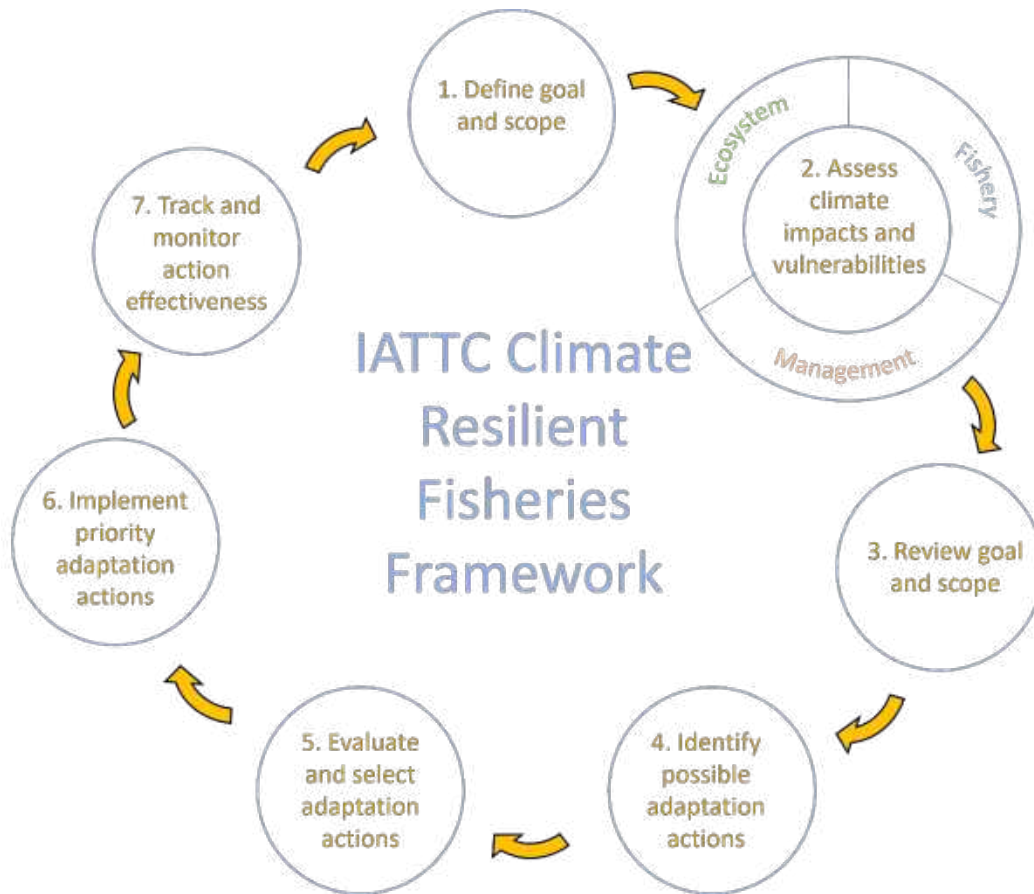 1. Define goal
and scope
Ecosystem
Fishery
Management
2. Assess
climate
impacts and
vulnerabilities
3. Review goal
and scope
4. Identify
possible
adaptation
actions
5. Evaluate
and select
adaptation
actions
6. Implement
priority
adaptation
actions
7. Track and
monitor
action
effectiveness
IATTC Climate
Resilient
Fisheries
Framework